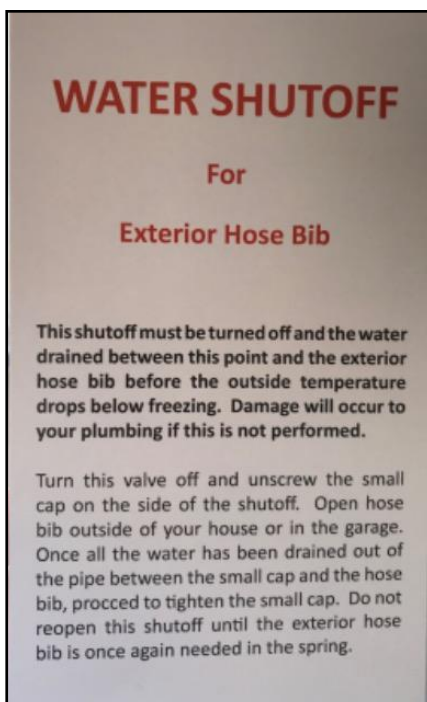 WATER SHUTOFF
For
Exterior Hose Bib
This shutoff must be turned off and the water
drained between this point and the exterior
hose bib before the outside temperature
drops below freezing. Damage will occur to
your plumbing if this is not performed.
Turn this valve off and unscrew the small
cap on the side of the shutoff. Open hose
bib outside of your house or in the garage.
Once all the water has been drained out of
the pipe between the small cap and the hose
bib, procced to tighten the small cap. Do not
reopen this shutoff until the exterior hose
bib is once again needed in the spring.